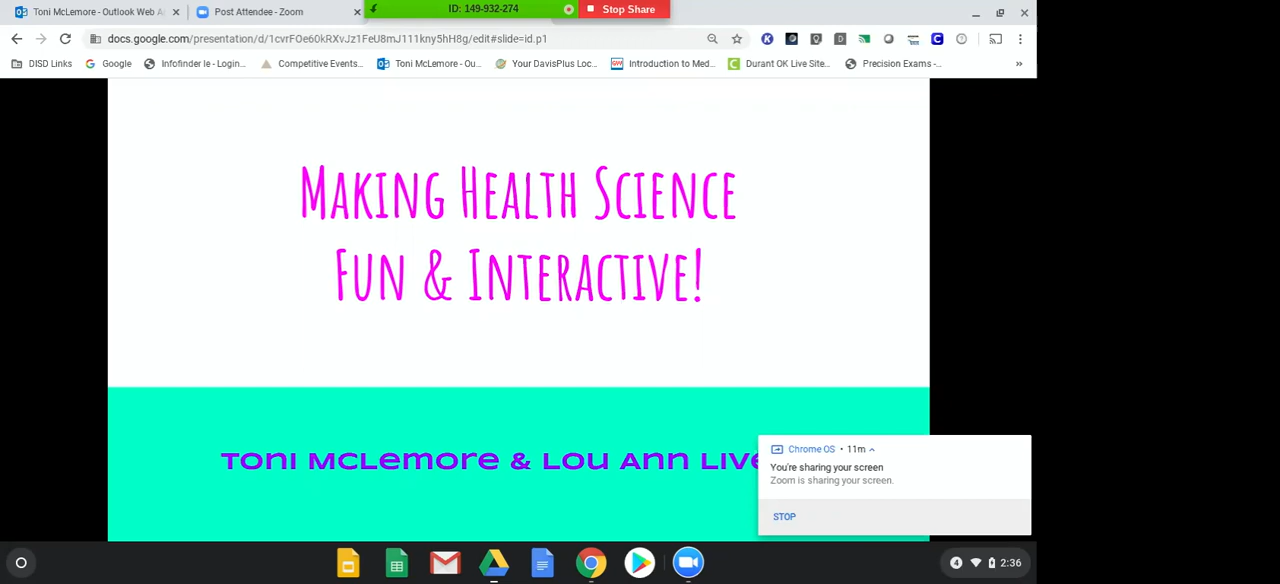 Toni McLemore - Outlook Web A
Post Attendee - Zoom
ID: 149-932-274
Stop Share
docs.google.com/presentation/d/1cvrFOe60kRXvJz1FeU8mJ111kny5hH8g/edit#slide=id.p1
DISD Links
Google
Infofinder le - Login...
Competitive Events...
Toni McLemore - Ou...
Your DavisPlus Loc...
Introduction to Med...
Durant OK Live Site...
Precision Exams -...
»
Making Health Science
Fun & Interactive!
Toni McLemore & Lou Ann Live
Chrome OS • 11m
You're sharing your screen
Zoom is sharing your screen.
STOP
4
2:36